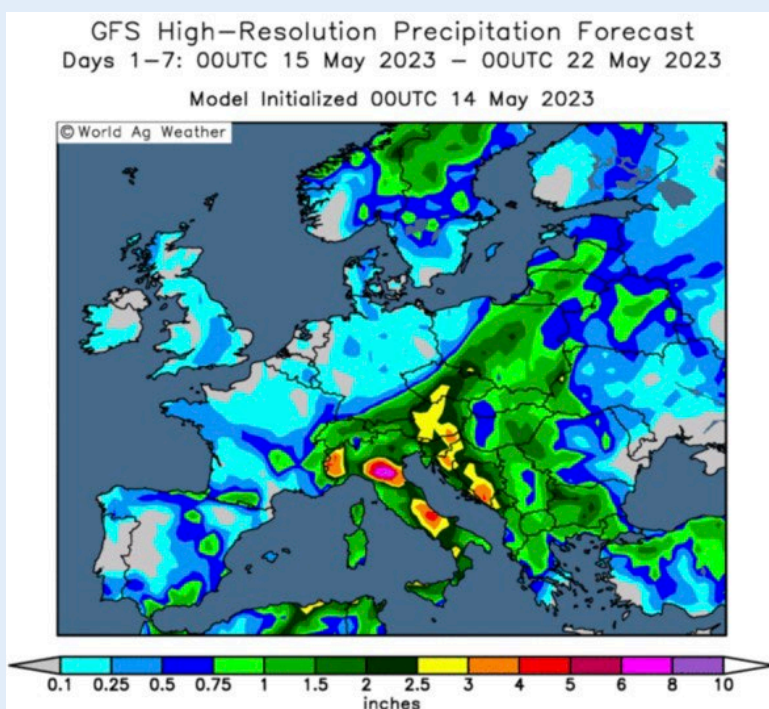 GFS High-Resolution Precipitation Forecast
Days 1-7: 00UTC 15 May 2023 - 00UTC 22 May 2023
Model Initialized 00UTC 14 May 2023
© World Ag Weather
0.1 0.25 0.5 0.75 1 1.5 2 2.5 3 4 5 6 8 10
inches